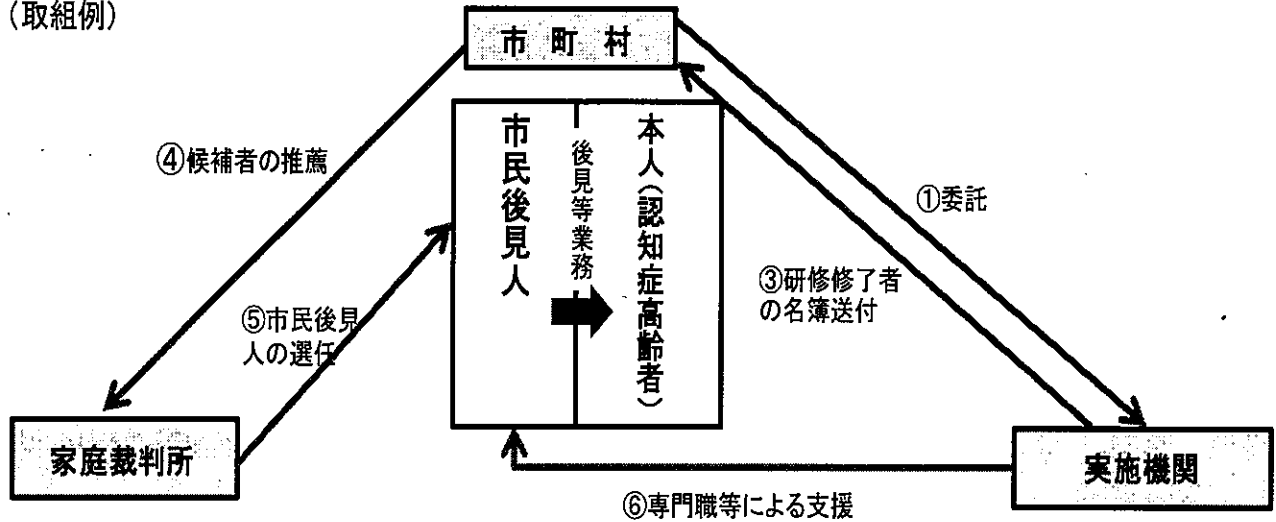 （取組例）
市 町 村
④候補者の推薦
市民後見人
後見等業務
本人（認知症高齢者）
①委託
③研修修了者
の名簿送付
⑤市民後見
人の選任
家庭裁判所
実施機関
⑥専門職等による支援